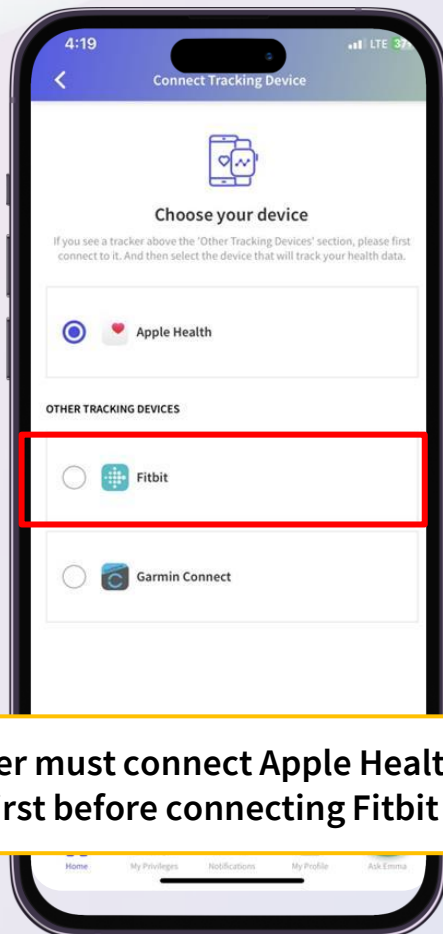 4:19
LTE 37
Connect Tracking Device
Choose your device
If you see a tracker above the 'Other Tracking Devices' section, please first
connect to it. And then select the device that will track your health data.
Apple Health
OTHER TRACKING DEVICES
Fitbit
Garmin Connect
must connect Apple
before connecting Fitbit
Home My Privileges Notifications My Profile Ask Emma